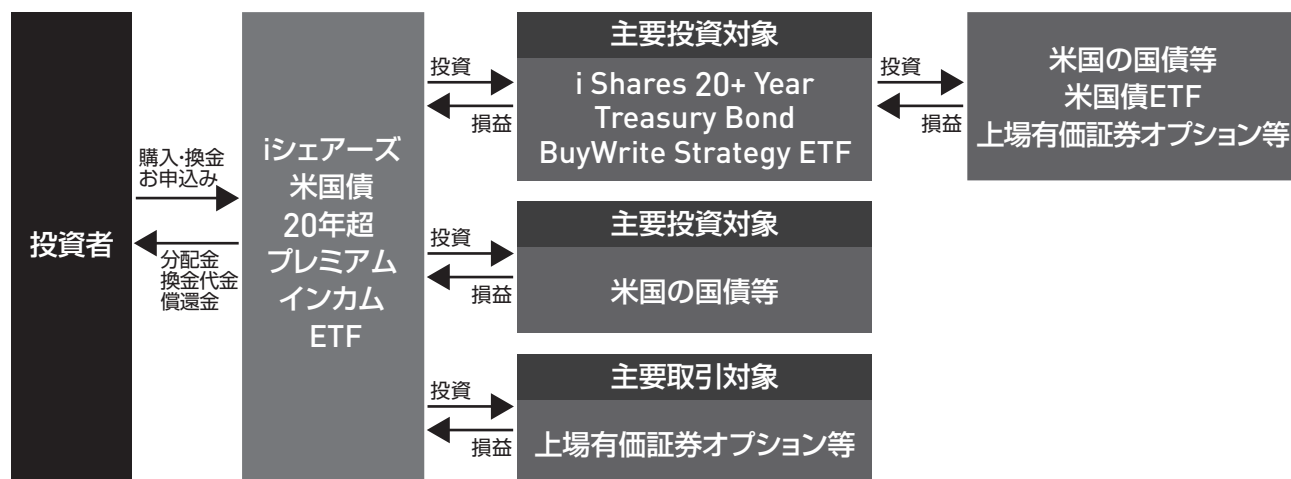 投資者
購入・換金
お申込み
分配金
換金代金
償還金
iシェアーズ
米国債
20年超
プレミアム
インカム
ETF
投資
損益
主要投資対象
i Shares 20+ Year
Treasury Bond
BuyWrite Strategy ETF
投資
損益
米国の国債等
米国債ETF
上場有価証券オプション等
投資
損益
主要投資対象
米国の国債等
投資
損益
主要取引対象
上場有価証券オプション等